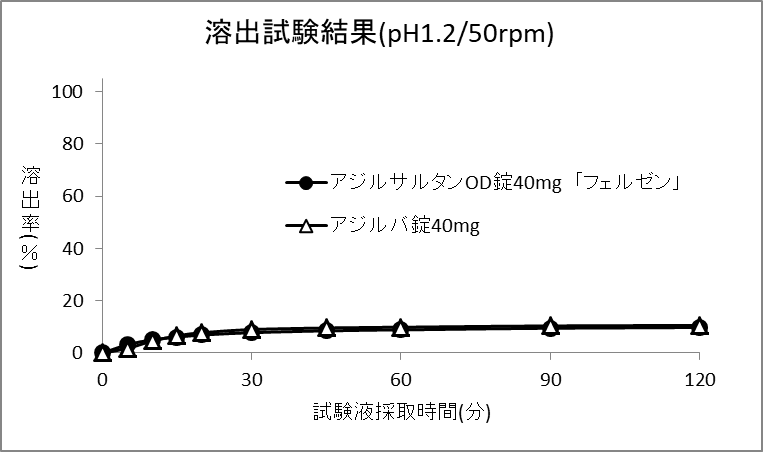 溶出試験結果(pH1.2/50rpm)
100
80
60
40
20
0
溶出率(%)
アジルサルタンOD錠40mg「フェルゼン」
アジルバ錠40mg
0 30 60 90 120
試験液採取時間(分)